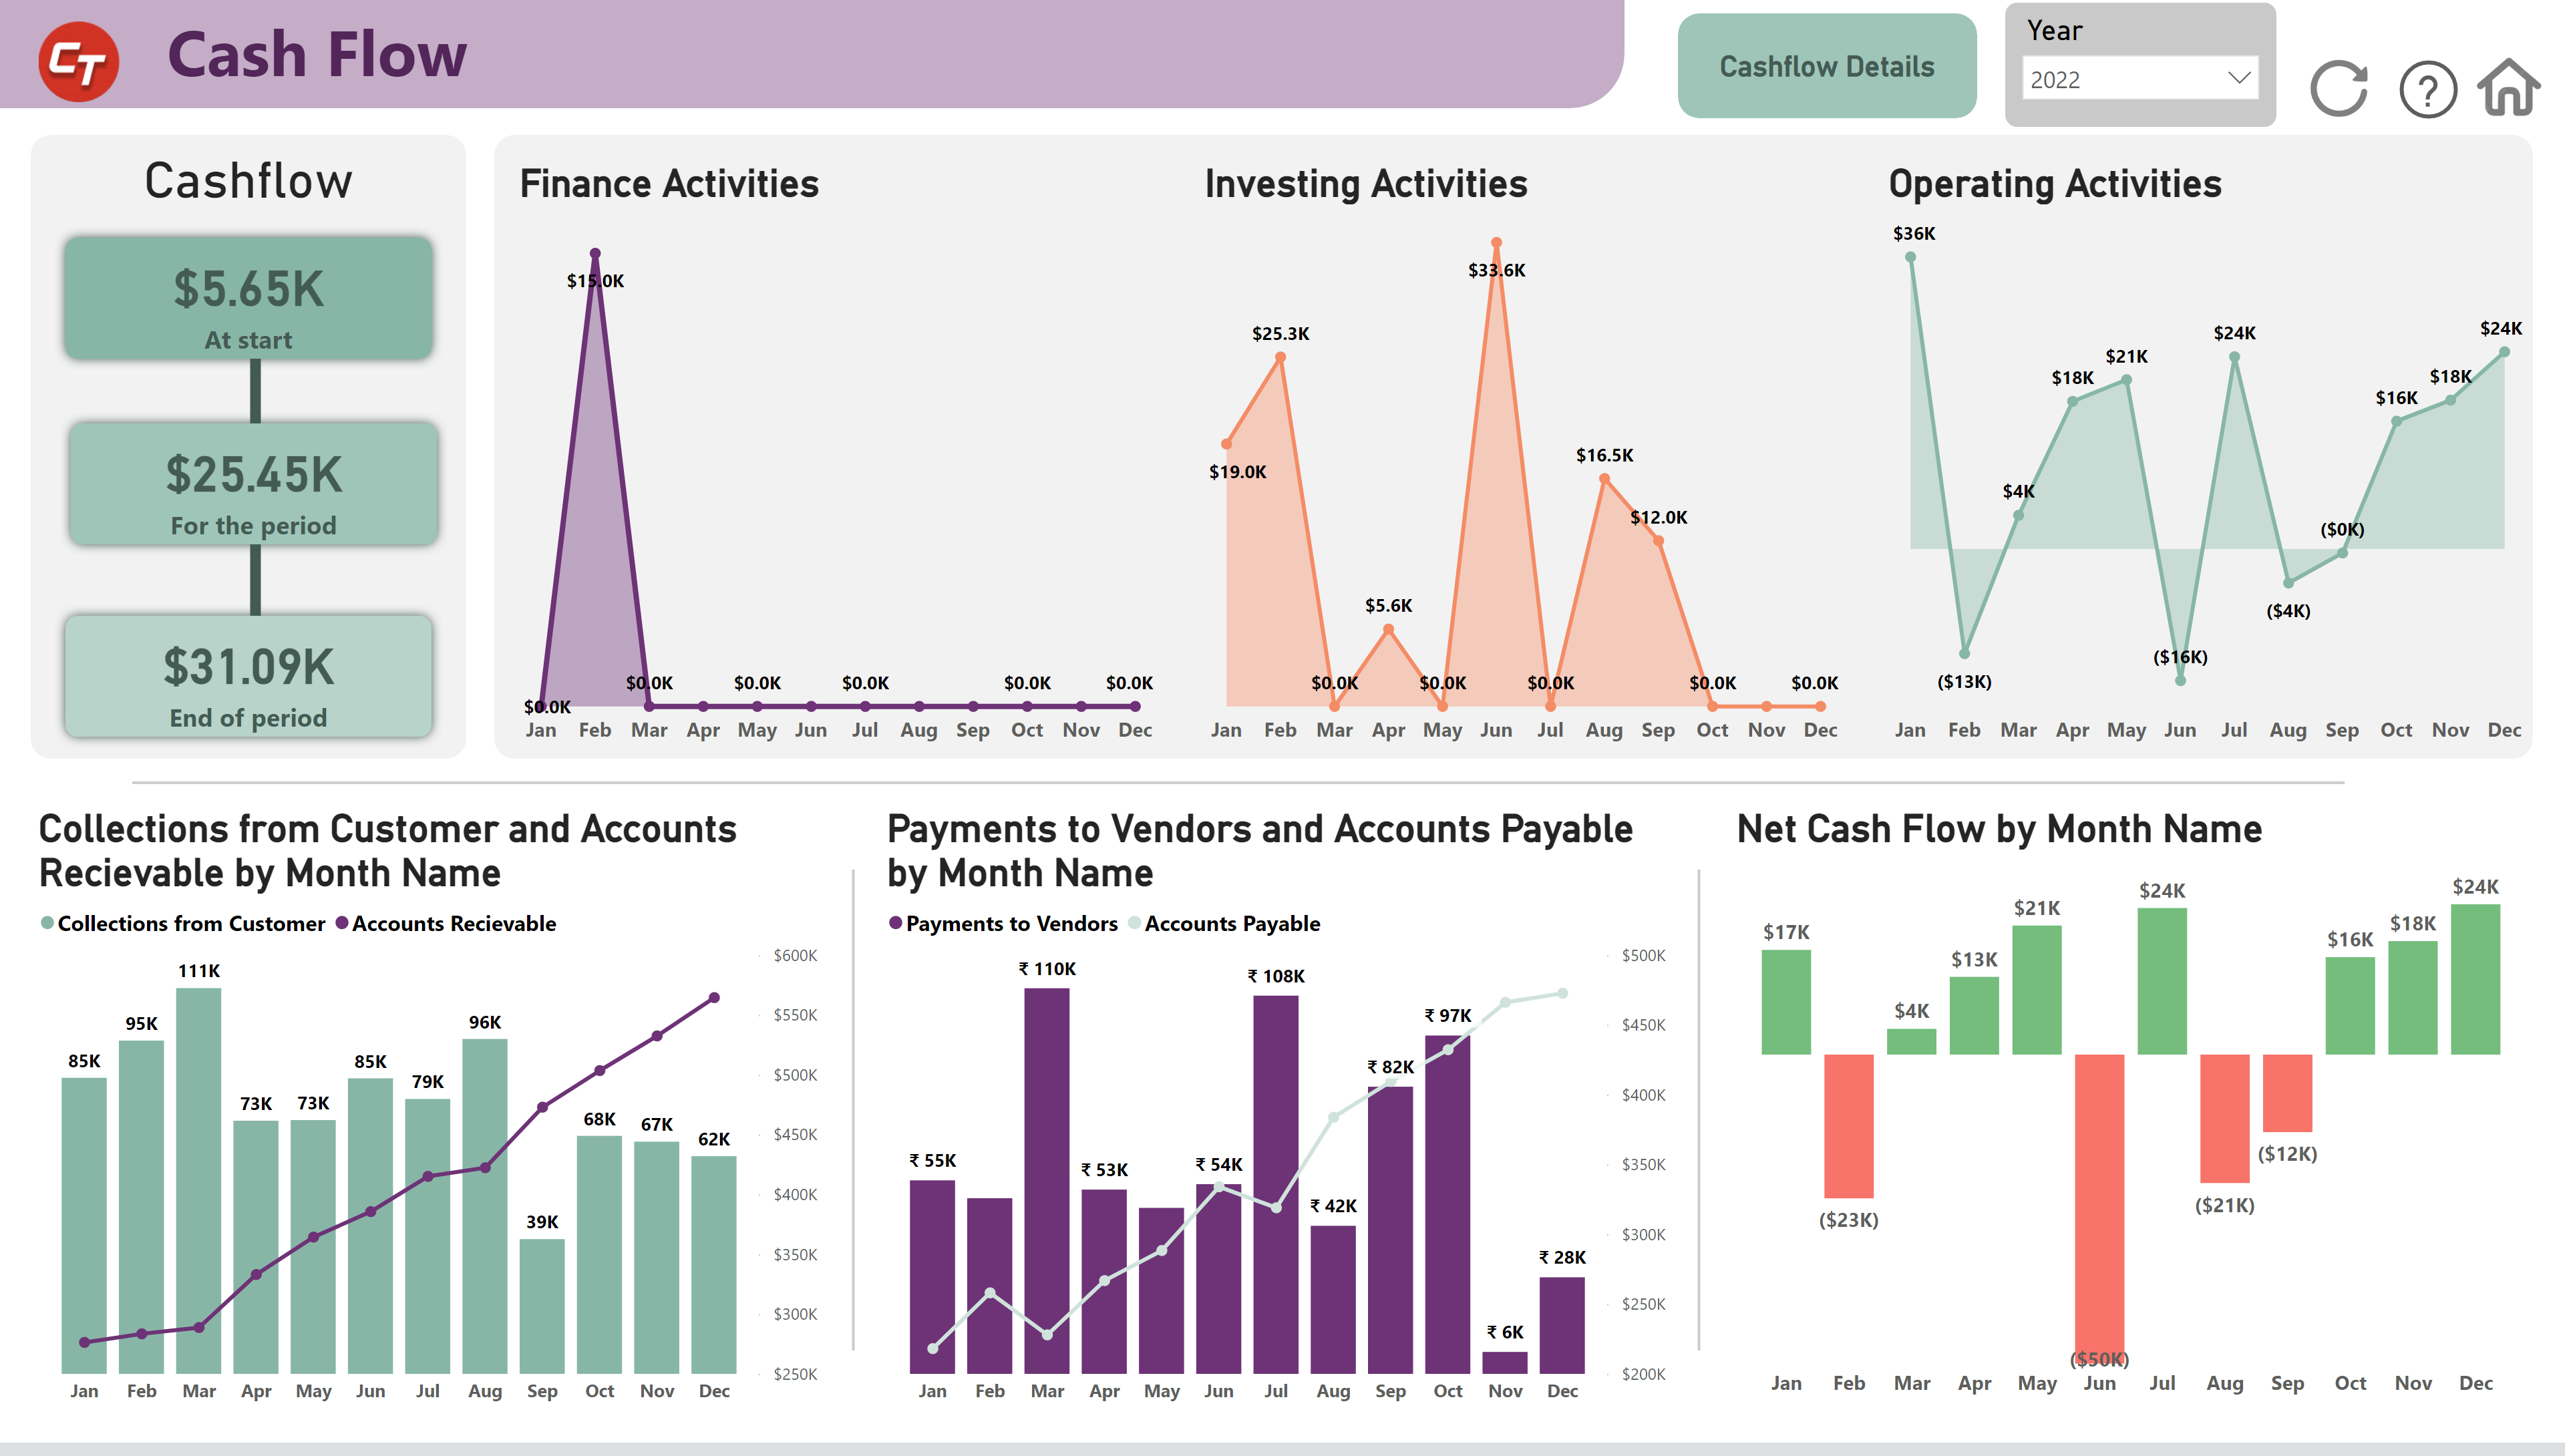 CT
Cash Flow
Cashflow Details
Year
2022
?
Cashflow
$5.65K
At start
$25.45K
For the period
$31.09K
End of period
Finance Activities
$15.0K
$0.0K
$0.0K
$0.0K
$0.0K
$0.0K
$0.0K
Jan Feb Mar Apr May Jun Jul Aug Sep Oct Nov Dec
Investing Activities
$19.0K
$25.3K
$0.0K
$5.6K
$0.0K
$33.6K
$0.0K
$16.5K
$12.0K
$0.0K
$0.0K
Jan Feb Mar Apr May Jun Jul Aug Sep Oct Nov Dec
Operating Activities
$36K
($13K)
$4K
$18K
$21K
($16K)
$24K
($4K)
($0K)
$16K
$18K
$24K
Jan Feb Mar Apr May Jun Jul Aug Sep Oct Nov Dec
Collections from Customer and Accounts
Recievable by Month Name
Collections from Customer Accounts Recievable
85K
95K
111K
73K
73K
85K
79K
96K
39K
68K
67K
62K
$600K
$550K
$500K
$450K
$400K
$350K
$300K
$250K
Jan Feb Mar Apr May Jun Jul Aug Sep Oct Nov Dec
Payments to Vendors and Accounts Payable
by Month Name
Payments to Vendors Accounts Payable
₹ 55K
₹ 110K
₹ 53K
₹ 54K
₹ 108K
₹ 42K
₹ 82K
₹ 97K
₹ 6K
₹ 28K
$500K
$450K
$400K
$350K
$300K
$250K
$200K
Jan Feb Mar Apr May Jun Jul Aug Sep Oct Nov Dec
Net Cash Flow by Month Name
$17K
($23K)
$4K
$13K
$21K
($50K)
$24K
($21K)
($12K)
$16K
$18K
$24K
Jan Feb Mar Apr May Jun Jul Aug Sep Oct Nov Dec